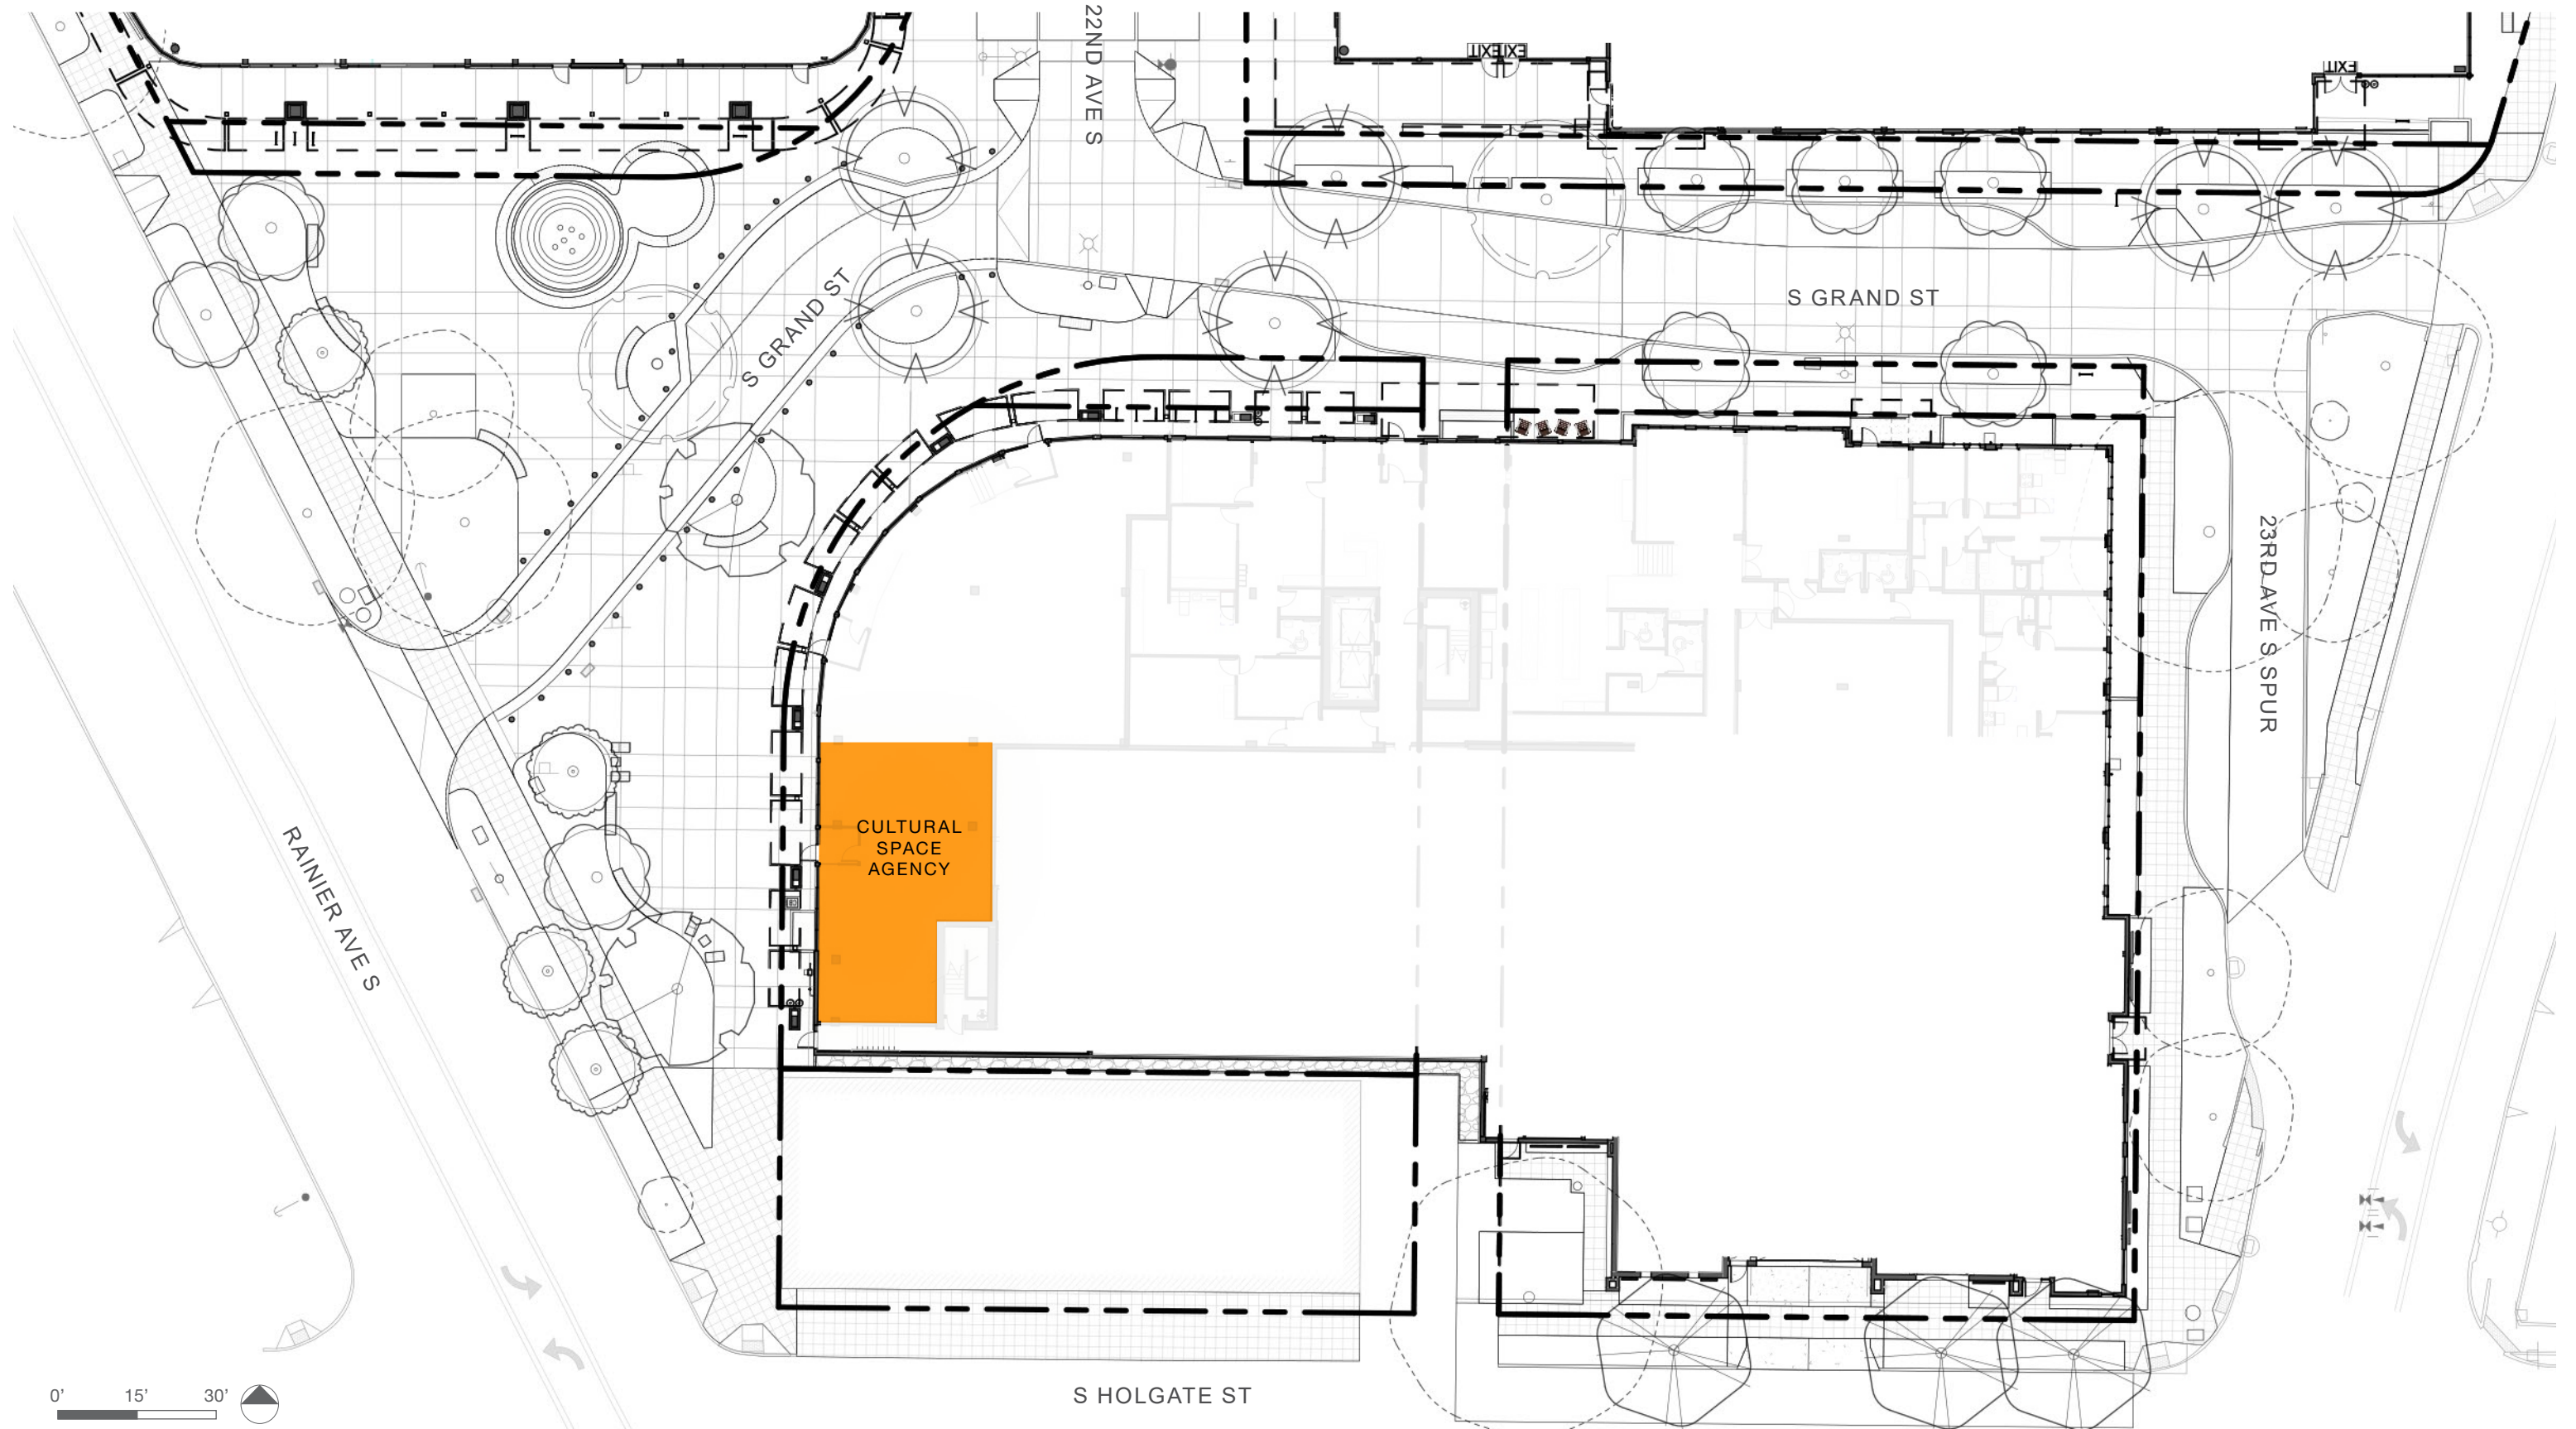 22ND AVE S
EXIT
EXIT
EXIT
S GRAND ST
S GRAND ST
23RD AVE S SPUR
CULTURAL
SPACE
AGENCY
RAINIER AVE S
0' 15' 30'
S HOLGATE ST